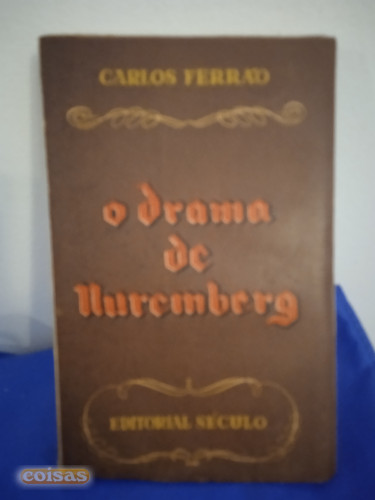 CARLOS FERRÃO
o drama
de
Nuremberg
EDITORIAL SÉCULO
coisas